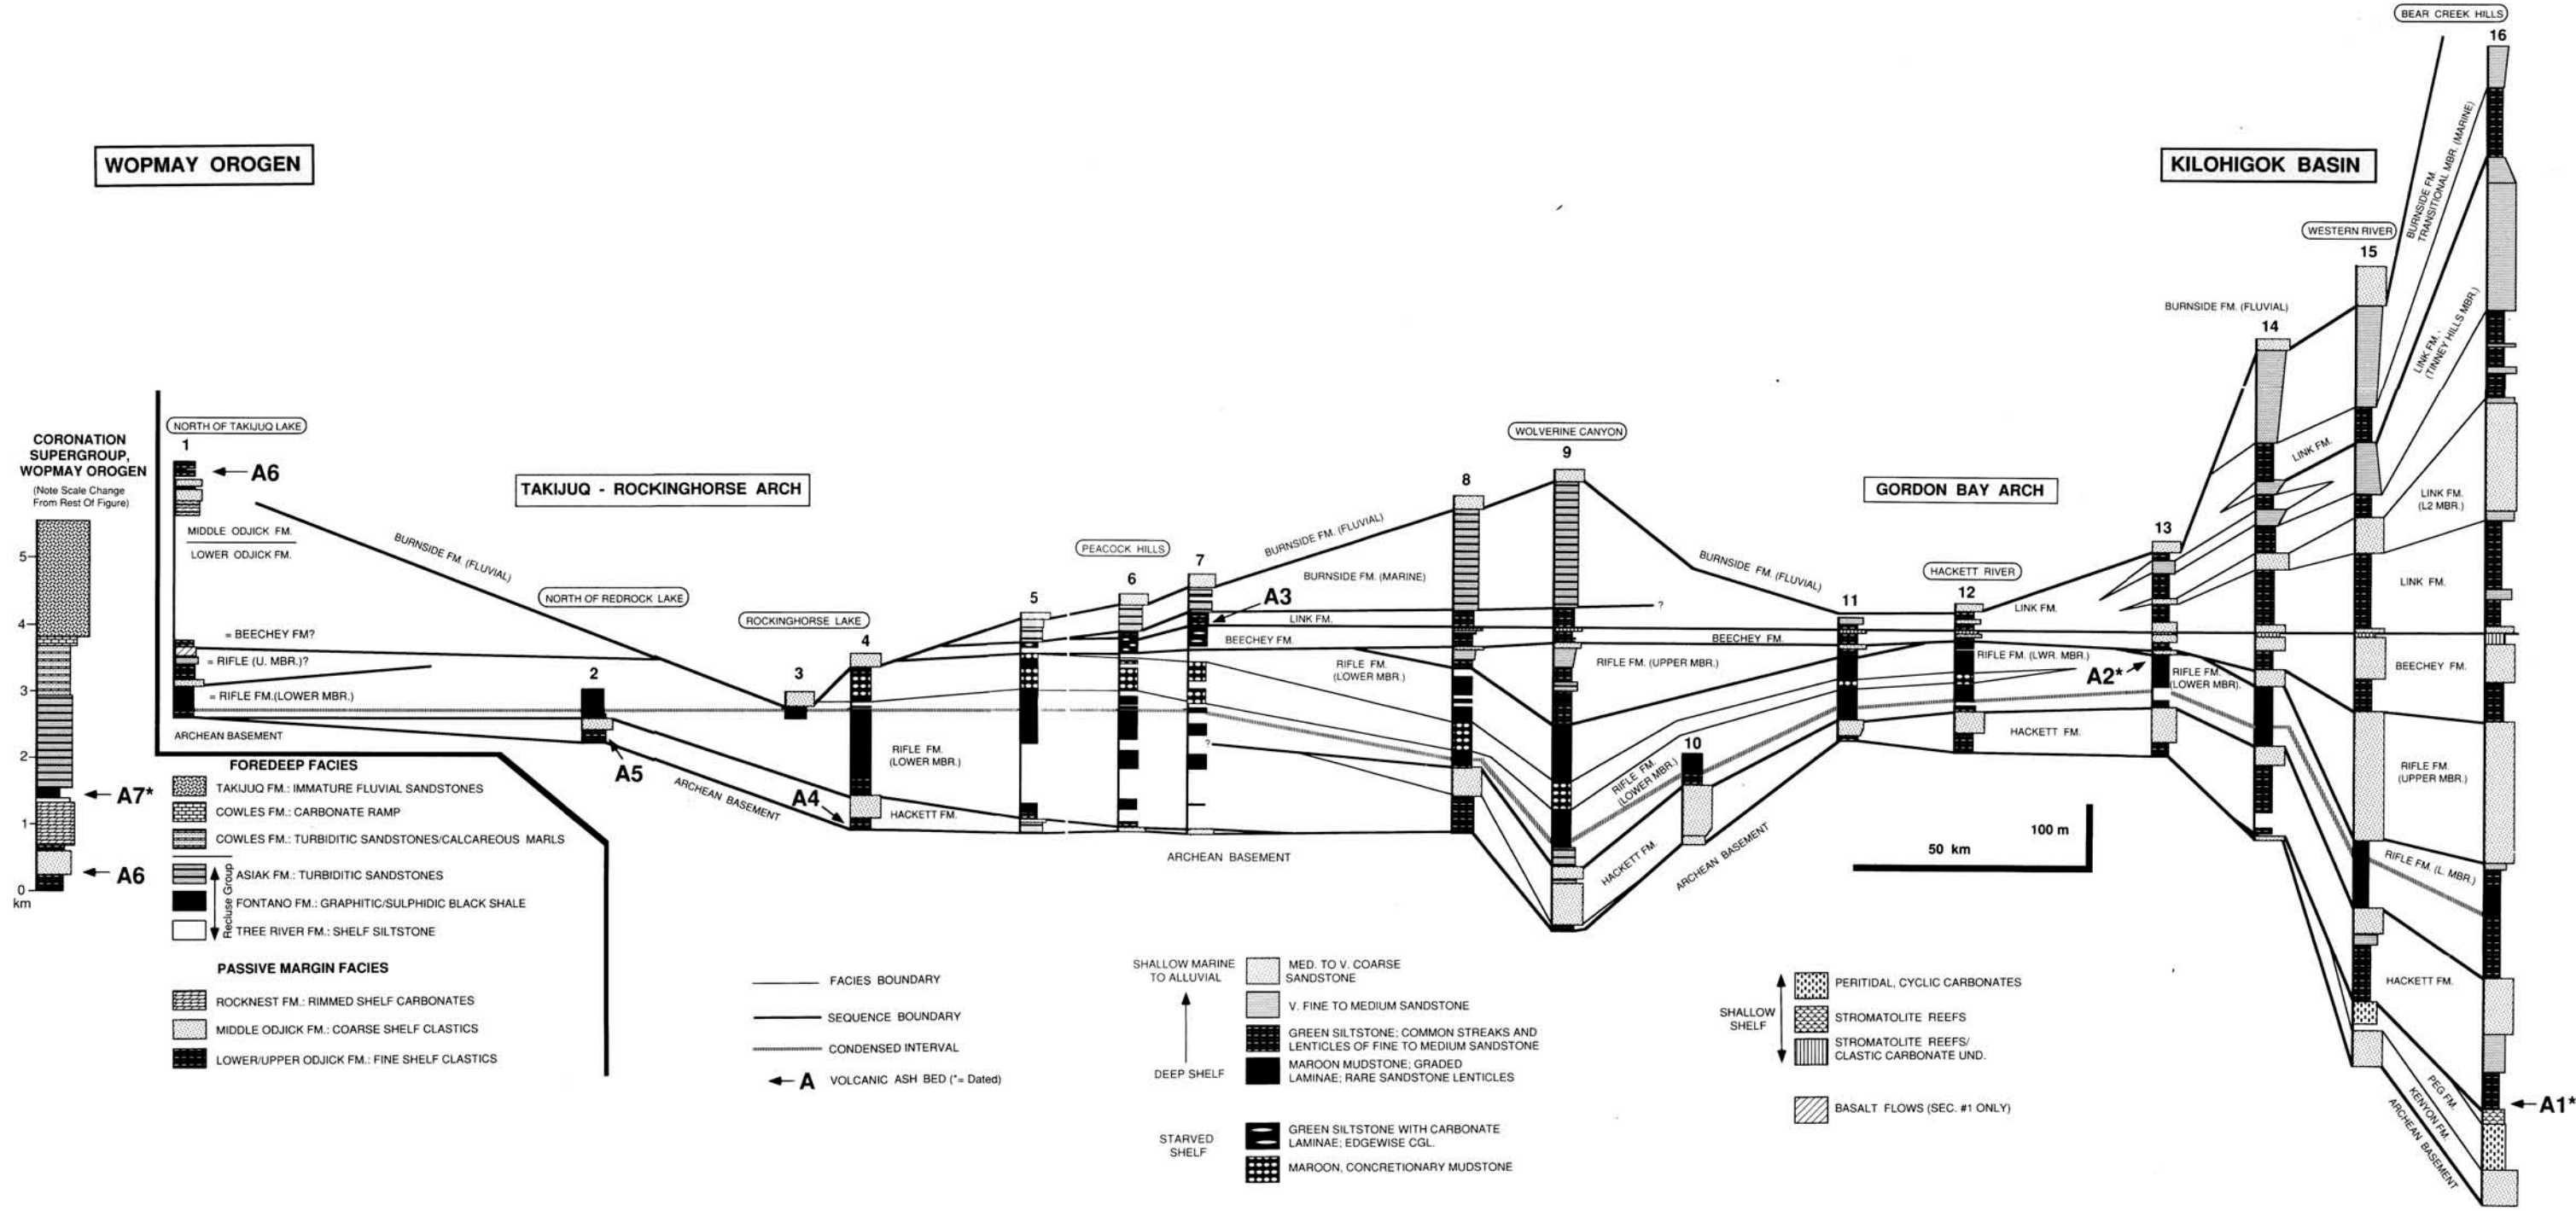 BEAR CREEK HILLS
16
WOPMAY OROGEN
KILOHIGOK BASIN
BURNSIDE FM.
TRANSITIONAL MBR. (MARINE)
WESTERN RIVER
15
LINK FM.
(TINNEY HILLS MBR.)
BURNSIDE FM. (FLUVIAL)
14
CORONATION
SUPERGROUP,
WOPMAY OROGEN
(Note Scale Change
From Rest Of Figure)
5
4
3
2
1
0
km
A7*
A6
NORTH OF TAKIJUQ LAKE
1
A6
MIDDLE ODJICK FM.
LOWER ODJICK FM.
= BEECHEY FM?
= RIFLE (U. MBR.)?
= RIFLE FM.(LOWER MBR.)
ARCHEAN BASEMENT
BURNSIDE FM. (FLUVIAL)
TAKIJUQ - ROCKINGHORSE ARCH
NORTH OF REDROCK LAKE
2
A5
ARCHEAN BASEMENT
3
ROCKINGHORSE LAKE
4
A4
RIFLE FM.
(LOWER MBR.)
HACKETT FM.
5
PEACOCK HILLS
6
7
?
A3
BURNSIDE FM. (FLUVIAL)
BURNSIDE FM. (MARINE)
LINK FM.
BEECHEY FM.
RIFLE FM.
(LOWER MBR.)
ARCHEAN BASEMENT
8
WOLVERINE CANYON
9
?
RIFLE FM. (UPPER MBR.)
RIFLE FM.
(LOWER MBR.)
HACKETT FM.
10
ARCHEAN BASEMENT
BURNSIDE FM. (FLUVIAL)
BEECHEY FM.
GORDON BAY ARCH
11
HACKETT RIVER
12
LINK FM.
RIFLE FM. (LWR. MBR.)
HACKETT FM.
13
A2*
RIFLE FM.
(LOWER MBR).
LINK FM.
LINK FM.
(L2 MBR.)
LINK FM.
BEECHEY FM.
RIFLE FM.
(UPPER MBR.)
RIFLE FM. (L. MBR.)
HACKETT FM.
PEG FM.
KENYON FM.
ARCHEAN BASEMENT
A1*
50 km
100 m
FOREDEEP FACIES
TAKIJUQ FM.: IMMATURE FLUVIAL SANDSTONES
COWLES FM.: CARBONATE RAMP
COWLES FM.: TURBIDITIC SANDSTONES/CALCAREOUS MARLS
Recluse Group
ASIAK FM.: TURBIDITIC SANDSTONES
FONTANO FM.: GRAPHITIC/SULPHIDIC BLACK SHALE
TREE RIVER FM.: SHELF SILTSTONE
PASSIVE MARGIN FACIES
ROCKNEST FM.: RIMMED SHELF CARBONATES
MIDDLE ODJICK FM.: COARSE SHELF CLASTICS
LOWER/UPPER ODJICK FM.: FINE SHELF CLASTICS
FACIES BOUNDARY
SEQUENCE BOUNDARY
CONDENSED INTERVAL
A VOLCANIC ASH BED (*= Dated)
SHALLOW MARINE
TO ALLUVIAL
DEEP SHELF
MED. TO V. COARSE
SANDSTONE
V. FINE TO MEDIUM SANDSTONE
GREEN SILTSTONE; COMMON STREAKS AND
LENTICLES OF FINE TO MEDIUM SANDSTONE
MAROON MUDSTONE; GRADED
LAMINAE; RARE SANDSTONE LENTICLES
STARVED
SHELF
GREEN SILTSTONE WITH CARBONATE
LAMINAE; EDGEWISE CGL.
MAROON, CONCRETIONARY MUDSTONE
SHALLOW
SHELF
PERITIDAL, CYCLIC CARBONATES
STROMATOLITE REEFS
STROMATOLITE REEFS/
CLASTIC CARBONATE UND.
BASALT FLOWS (SEC. #1 ONLY)